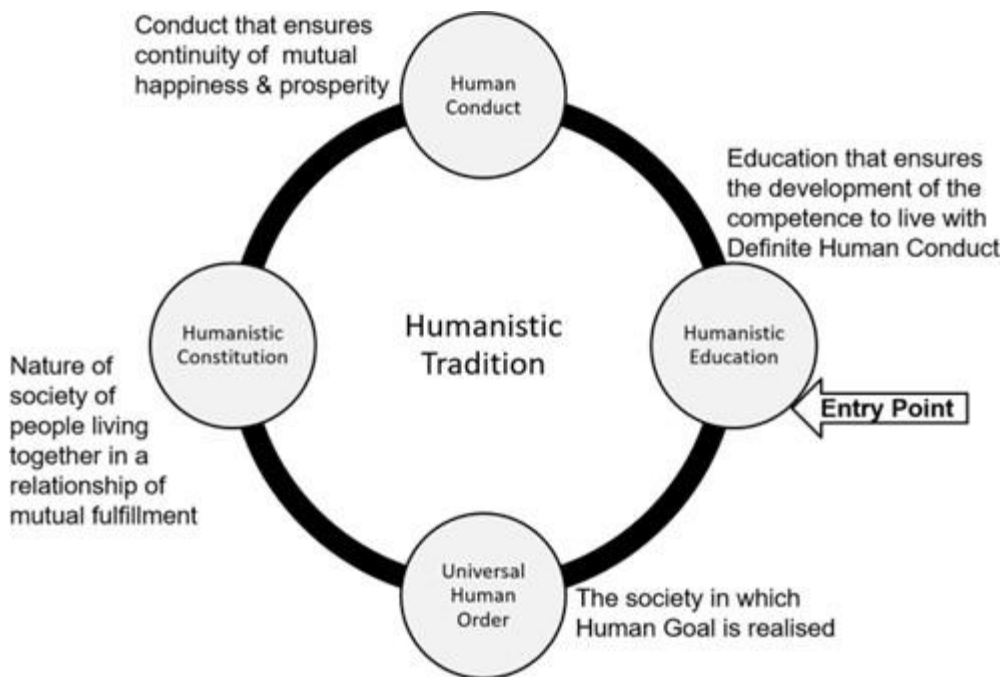 Conduct that ensures
continuity of mutual
happiness & prosperity
Human
Conduct
Education that ensures
the development of the
competence to live with
Definite Human Conduct
Humanistic
Constitution
Humanistic
Tradition
Humanistic
Education
Entry Point
Nature of
society of
people living
together in a
relationship of
mutual fulfillment
Universal
Human
Order
The society in which
Human Goal is realised